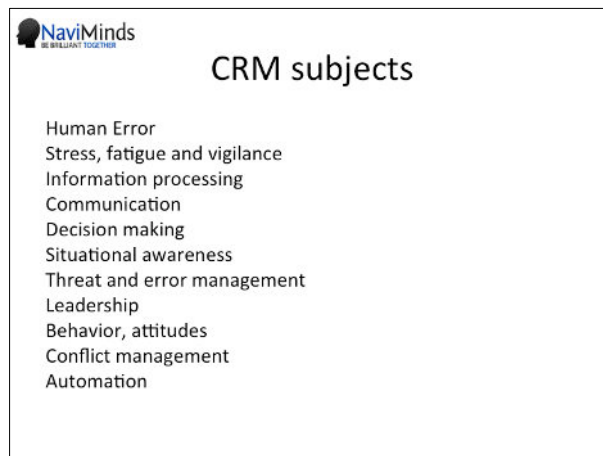 NaviMinds
BE BRILLIANT TOGETHER
CRM subjects
Human Error
Stress, fatigue and vigilance
Information processing
Communication
Decision making
Situational awareness
Threat and error management
Leadership
Behavior, attitudes
Conflict management
Automation